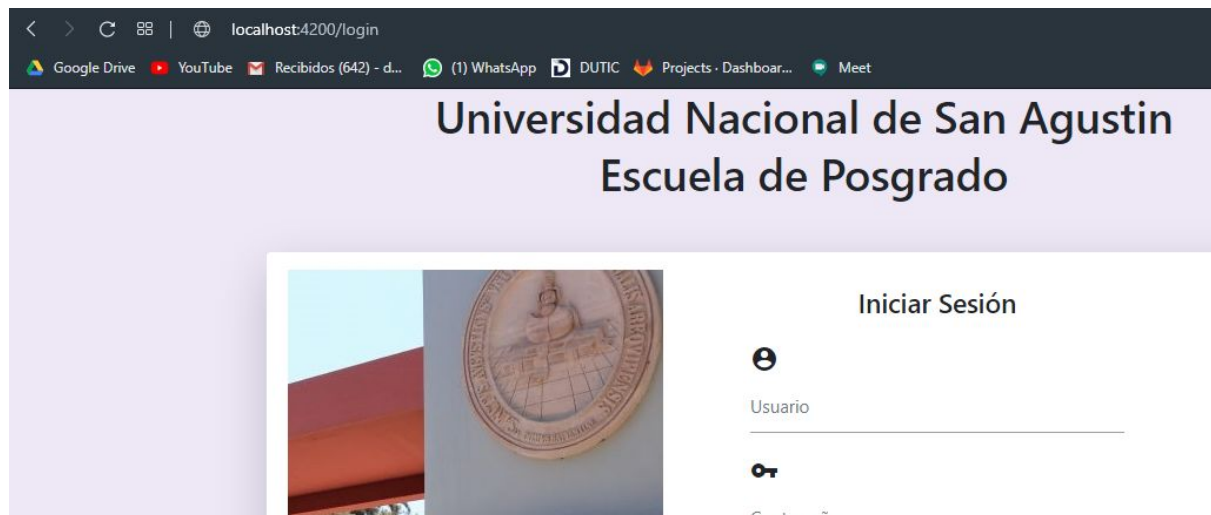 localhost:4200/login
Google Drive YouTube Recibidos (642) - d... (1) WhatsApp DUTIC Projects · Dashboar... Meet
Universidad Nacional de San Agustin
Escuela de Posgrado
Iniciar Sesión
Usuario